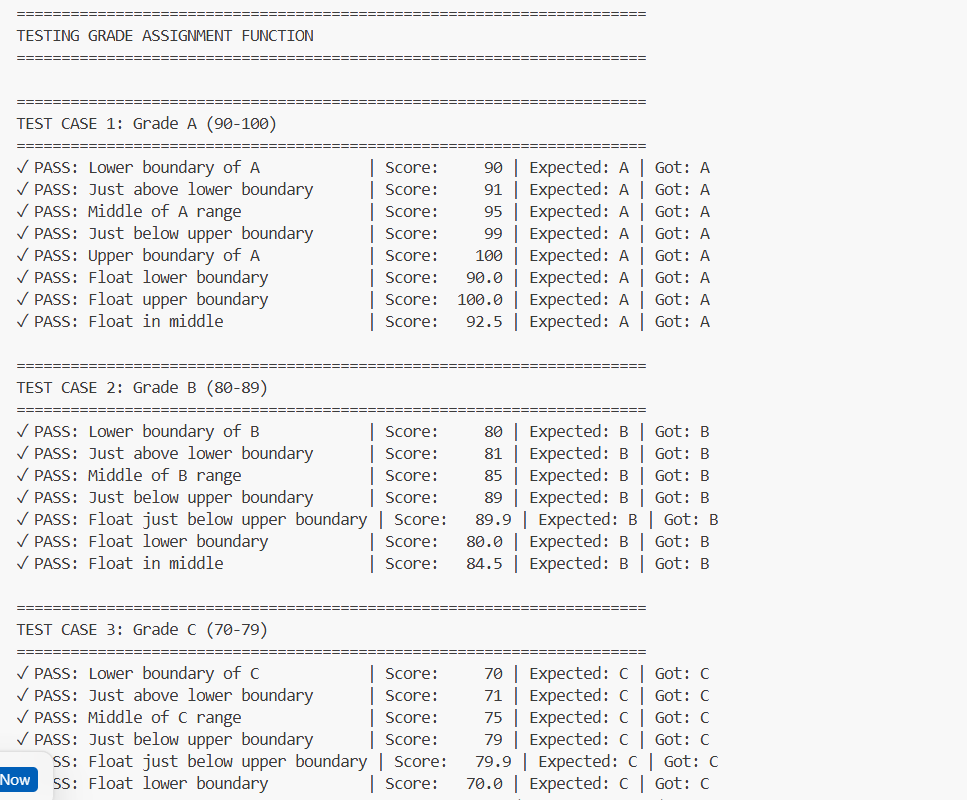 ======================================================================
TESTING GRADE ASSIGNMENT FUNCTION
======================================================================
======================================================================
TEST CASE 1: Grade A (90-100)
======================================================================
✓ PASS: Lower boundary of A            | Score:     90 | Expected: A | Got: A
✓ PASS: Just above lower boundary      | Score:     91 | Expected: A | Got: A
✓ PASS: Middle of A range              | Score:     95 | Expected: A | Got: A
✓ PASS: Just below upper boundary      | Score:     99 | Expected: A | Got: A
✓ PASS: Upper boundary of A            | Score:    100 | Expected: A | Got: A
✓ PASS: Float lower boundary           | Score:   90.0 | Expected: A | Got: A
✓ PASS: Float upper boundary           | Score:  100.0 | Expected: A | Got: A
✓ PASS: Float in middle                | Score:   92.5 | Expected: A | Got: A
======================================================================
TEST CASE 2: Grade B (80-89)
======================================================================
✓ PASS: Lower boundary of B            | Score:     80 | Expected: B | Got: B
✓ PASS: Just above lower boundary      | Score:     81 | Expected: B | Got: B
✓ PASS: Middle of B range              | Score:     85 | Expected: B | Got: B
✓ PASS: Just below upper boundary      | Score:     89 | Expected: B | Got: B
✓ PASS: Float just below upper boundary | Score:   89.9 | Expected: B | Got: B
✓ PASS: Float lower boundary           | Score:   80.0 | Expected: B | Got: B
✓ PASS: Float in middle                | Score:   84.5 | Expected: B | Got: B
======================================================================
TEST CASE 3: Grade C (70-79)
======================================================================
✓ PASS: Lower boundary of C            | Score:     70 | Expected: C | Got: C
✓ PASS: Just above lower boundary      | Score:     71 | Expected: C | Got: C
✓ PASS: Middle of C range              | Score:     75 | Expected: C | Got: C
✓ PASS: Just below upper boundary      | Score:     79 | Expected: C | Got: C
SS: Float just below upper boundary | Score:   79.9 | Expected: C | Got: C
Now
SS: Float lower boundary           | Score:   70.0 | Expected: C | Got: C